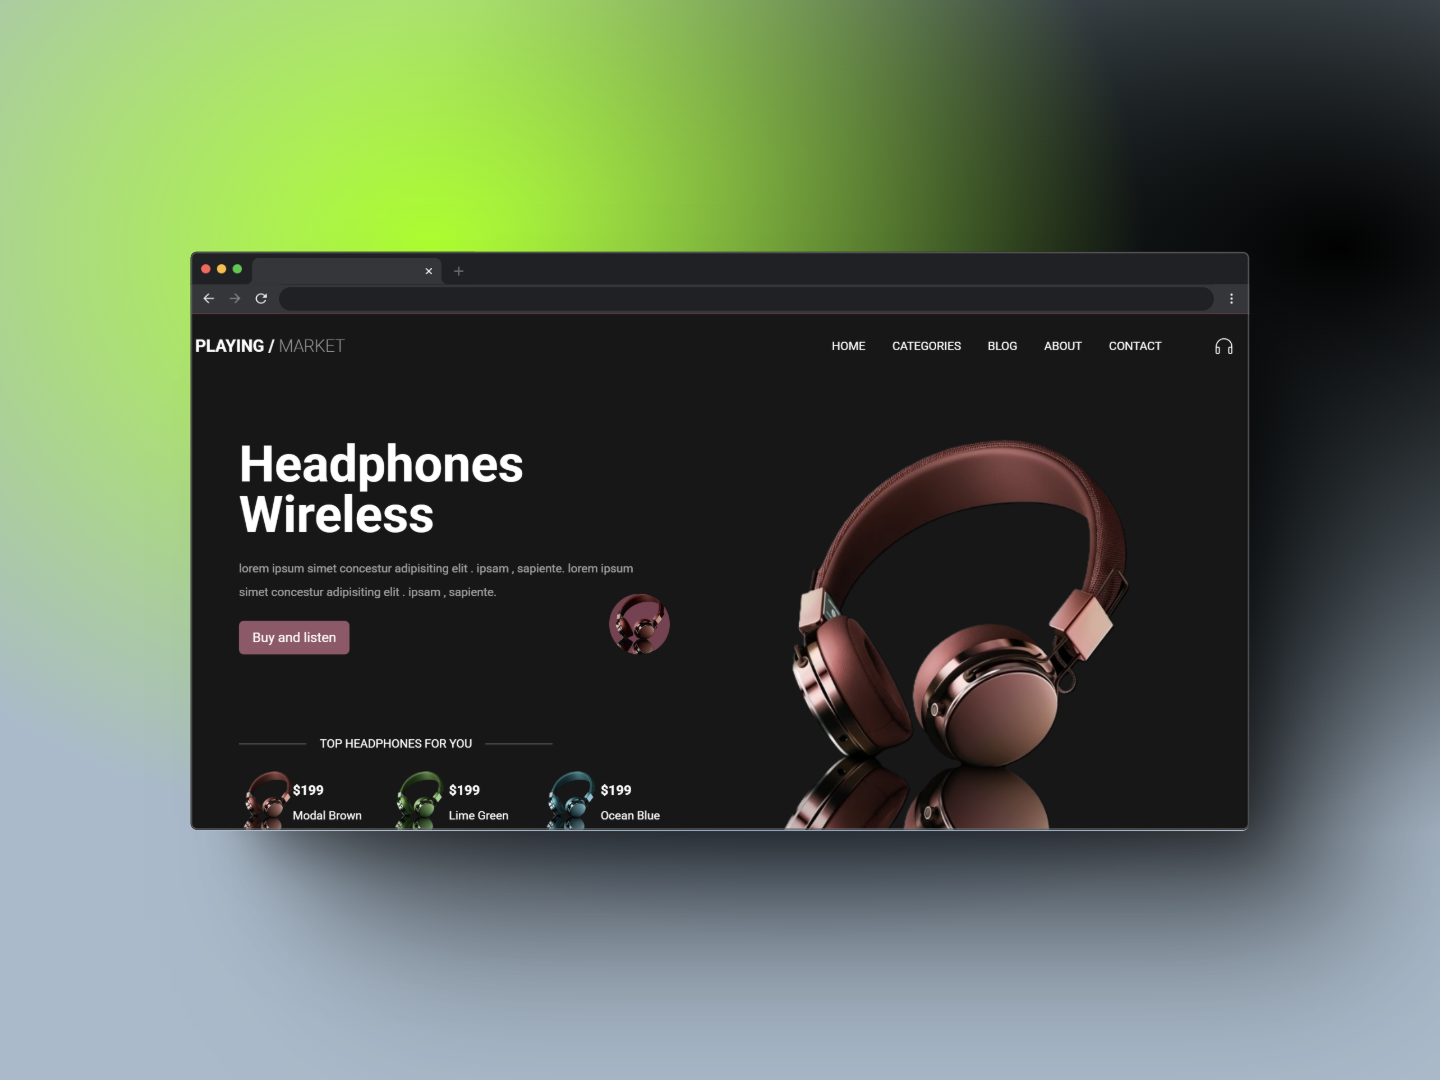 PLAYING / MARKET
HOME CATEGORIES BLOG ABOUT CONTACT
Headphones
Wireless
lorem ipsum simet concestur adipisiting elit . ipsam , sapiente. lorem ipsum
simet concestur adipisiting elit . ipsam , sapiente.
Buy and listen
TOP HEADPHONES FOR YOU
$199 $199 $199
Modal Brown Lime Green Ocean Blue